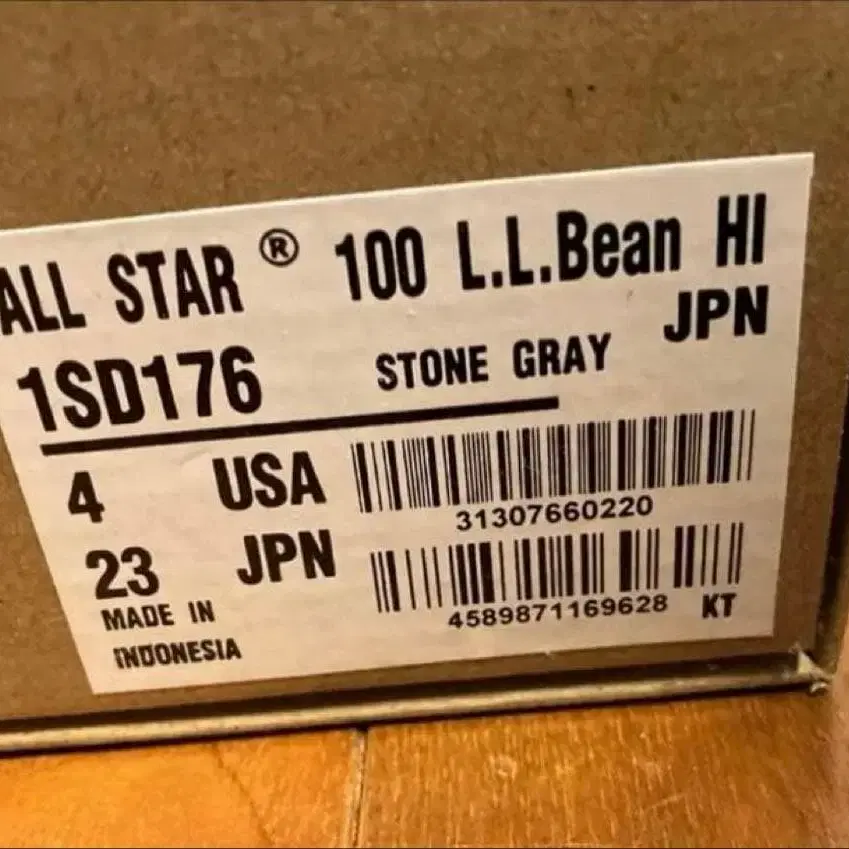 ALL STAR ® 100 L.L.Bean HI
1SD176 STONE GRAY JPN
4 USA
31307660220
23 JPN
4589871169628 KT
MADE IN
INDONESIA